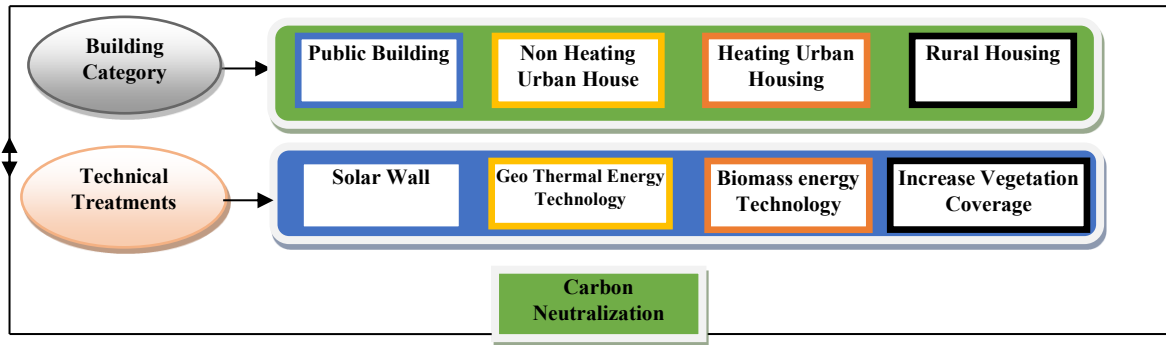 Building
Category
Public Building
Non Heating
Urban House
Heating Urban
Housing
Rural Housing
Technical
Treatments
Solar Wall
Geo Thermal Energy
Technology
Biomass energy
Technology
Increase Vegetation
Coverage
Carbon
Neutralization